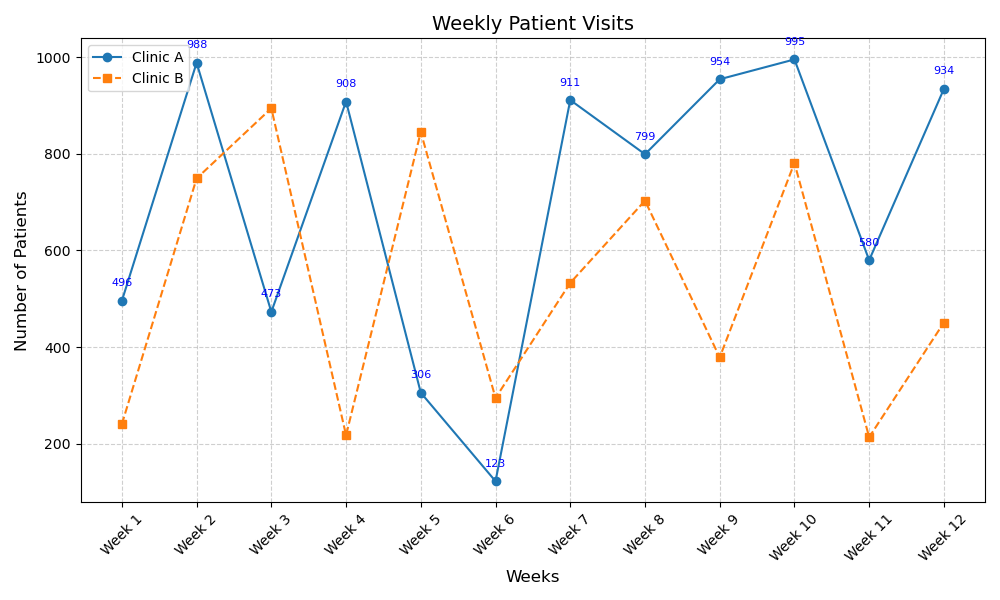 Weekly Patient Visits
Clinic A
Clinic B
Number of Patients
1000
800
600
400
200
496
988
473
908
306
123
911
799
954
995
580
934
Week 1
Week 2
Week 3
Week 4
Week 5
Week 6
Week 7
Week 8
Week 9
Week 10
Week 11
Week 12
Weeks